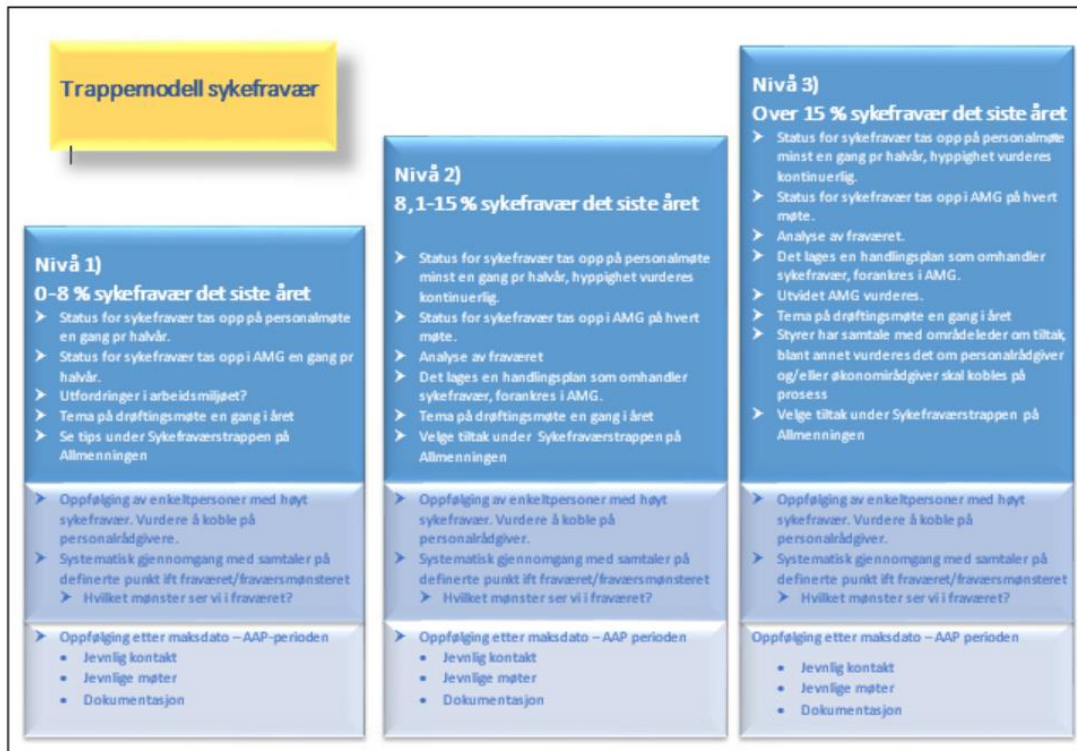 Trappemodell sykefravær
Nivå 1)
0-8 % sykefravær det siste året
➤ Status for sykefravær tas opp på personalmøte
en gang pr halvår.
➤ Status for sykefravær tas opp i AMG en gang pr
halvår.
➤ Utfordringer i arbeidsmiljøet?
➤ Tema på drøftingsmøte en gang i året
➤ Se tips under Sykefraværstrappen på
Allmenningen
➤ Oppfølging av enkeltpersoner med høyt
sykefravær. Vurdere å koble på
personalrådgivere.
➤ Systematisk gjennomgang med samtaler på
definerte punkt ift fraværet/fraværsmønsteret
➤ Hvilket mønster ser vi i fraværet?
➤ Oppfølging etter maksdato – AAP-perioden
• Jevnlig kontakt
• Jevnlige møter
• Dokumentasjon
Nivå 2)
8,1-15 % sykefravær det siste året
➤ Status for sykefravær tas opp på personalmøte
minst en gang pr halvår, hyppighet vurderes
kontinuerlig.
➤ Status for sykefravær tas opp i AMG på hvert
møte.
➤ Analyse av fraværet
➤ Det lages en handlingsplan som omhandler
sykefravær, forankres i AMG.
➤ Tema på drøftingsmøte en gang i året
➤ Velge tiltak under Sykefraværstrappen på
Allmenningen
➤ Oppfølging av enkeltpersoner med høyt
sykefravær. Vurdere å koble på
personalrådgiver.
➤ Systematisk gjennomgang med samtaler på
definerte punkt ift fraværet/fraværsmønsteret
➤ Hvilket mønster ser vi i fraværet?
➤ Oppfølging etter maksdato – AAP perioden
• Jevnlig kontakt
• Jevnlige møter
• Dokumentasjon
Nivå 3)
Over 15 % sykefravær det siste året
➤ Status for sykefravær tas opp på personalmøte
minst en gang pr halvår, hyppighet vurderes
kontinuerlig.
➤ Status for sykefravær tas opp i AMG på hvert
møte.
➤ Analyse av fraværet.
➤ Det lages en handlingsplan som omhandler
sykefravær, forankres i AMG.
➤ Utvidet AMG vurderes.
➤ Tema på drøftingsmøte en gang i året
➤ Styrer har samtale med områdeleder om tiltak,
blant annet vurderes det om personalrådgiver
og/eller økonomirådgiver skal kobles på
prosess
➤ Velge tiltak under Sykefraværstrappen på
Allmenningen
➤ Oppfølging av enkeltpersoner med høyt
sykefravær. Vurdere å koble på
personalrådgiver.
➤ Systematisk gjennomgang med samtaler på
definerte punkt ift fraværet/fraværsmønsteret
➤ Hvilket mønster ser vi i fraværet?
Oppfølging etter maksdato – AAP perioden
• Jevnlig kontakt
• Jevnlige møter
• Dokumentasjon